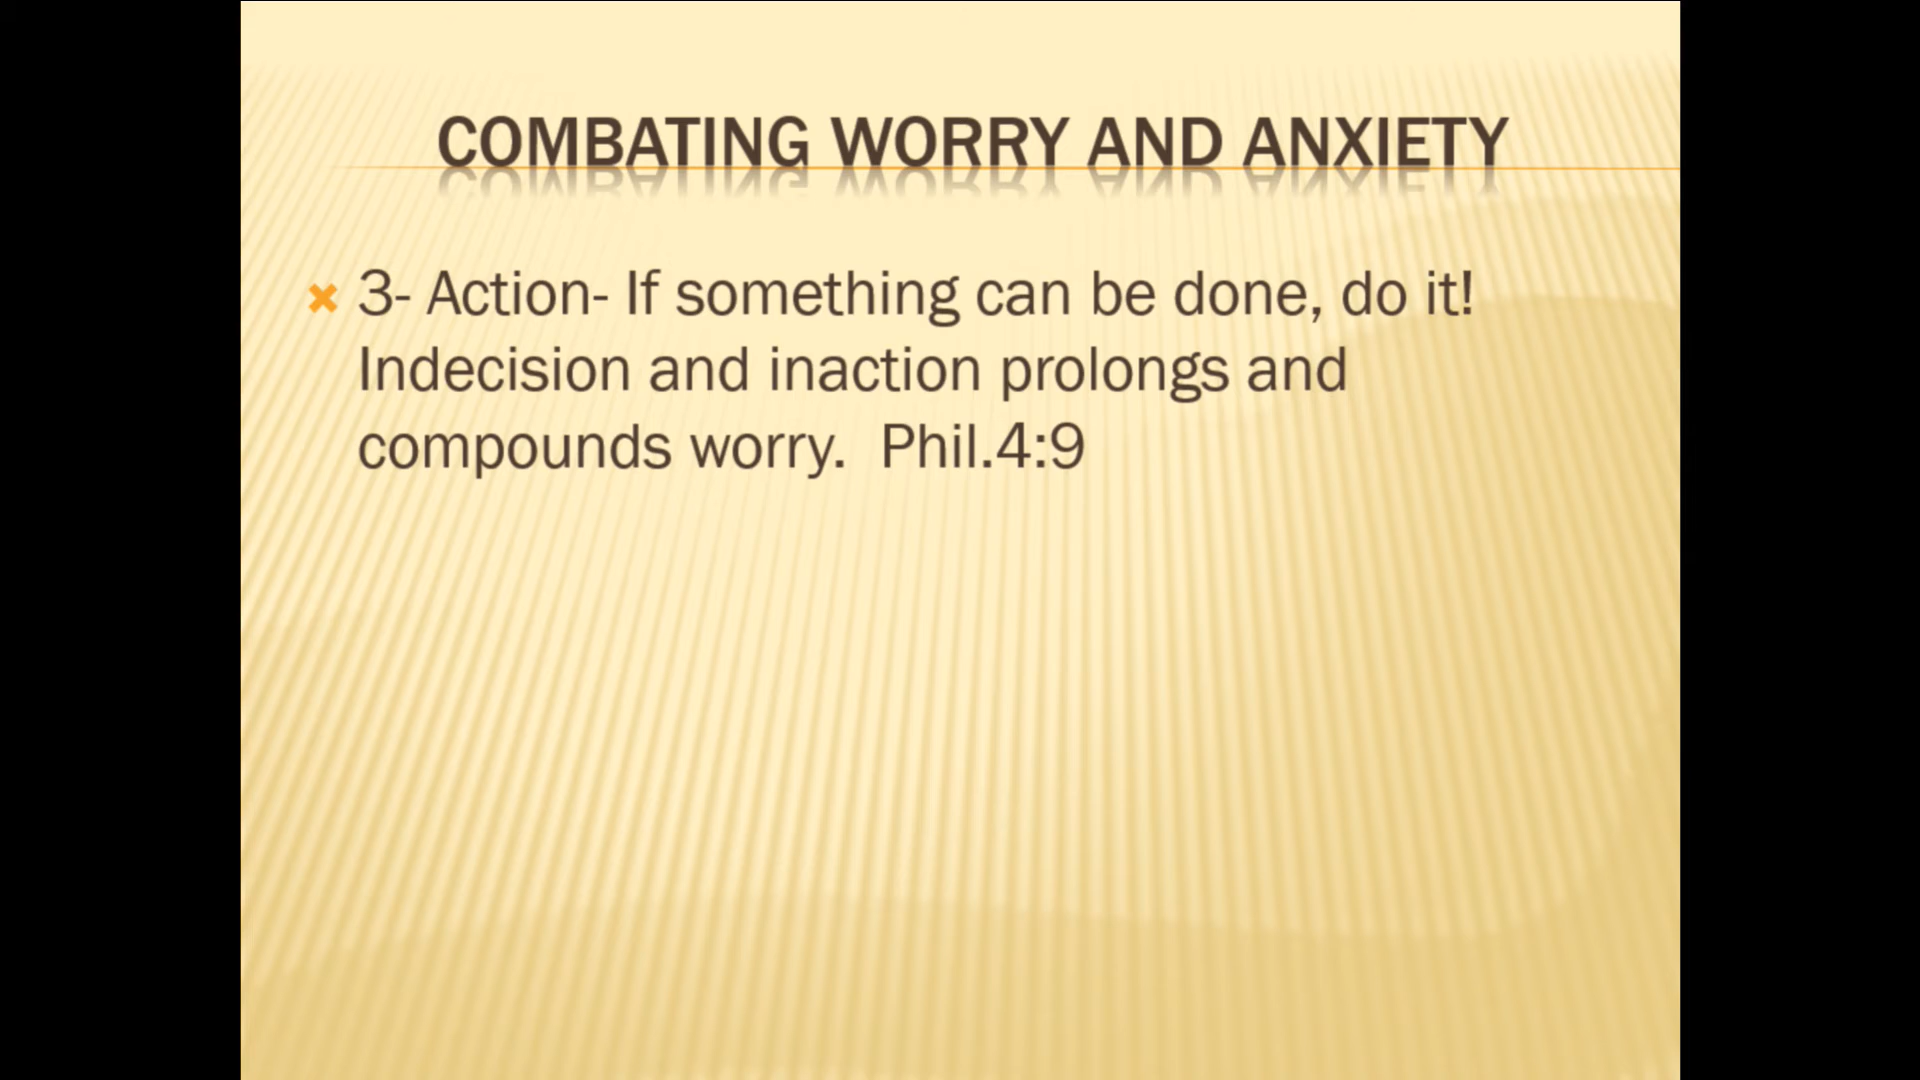 COMBATING WORRY AND ANXIETY
3- Action- If something can be done, do it!
Indecision and inaction prolongs and
compounds worry.  Phil.4:9